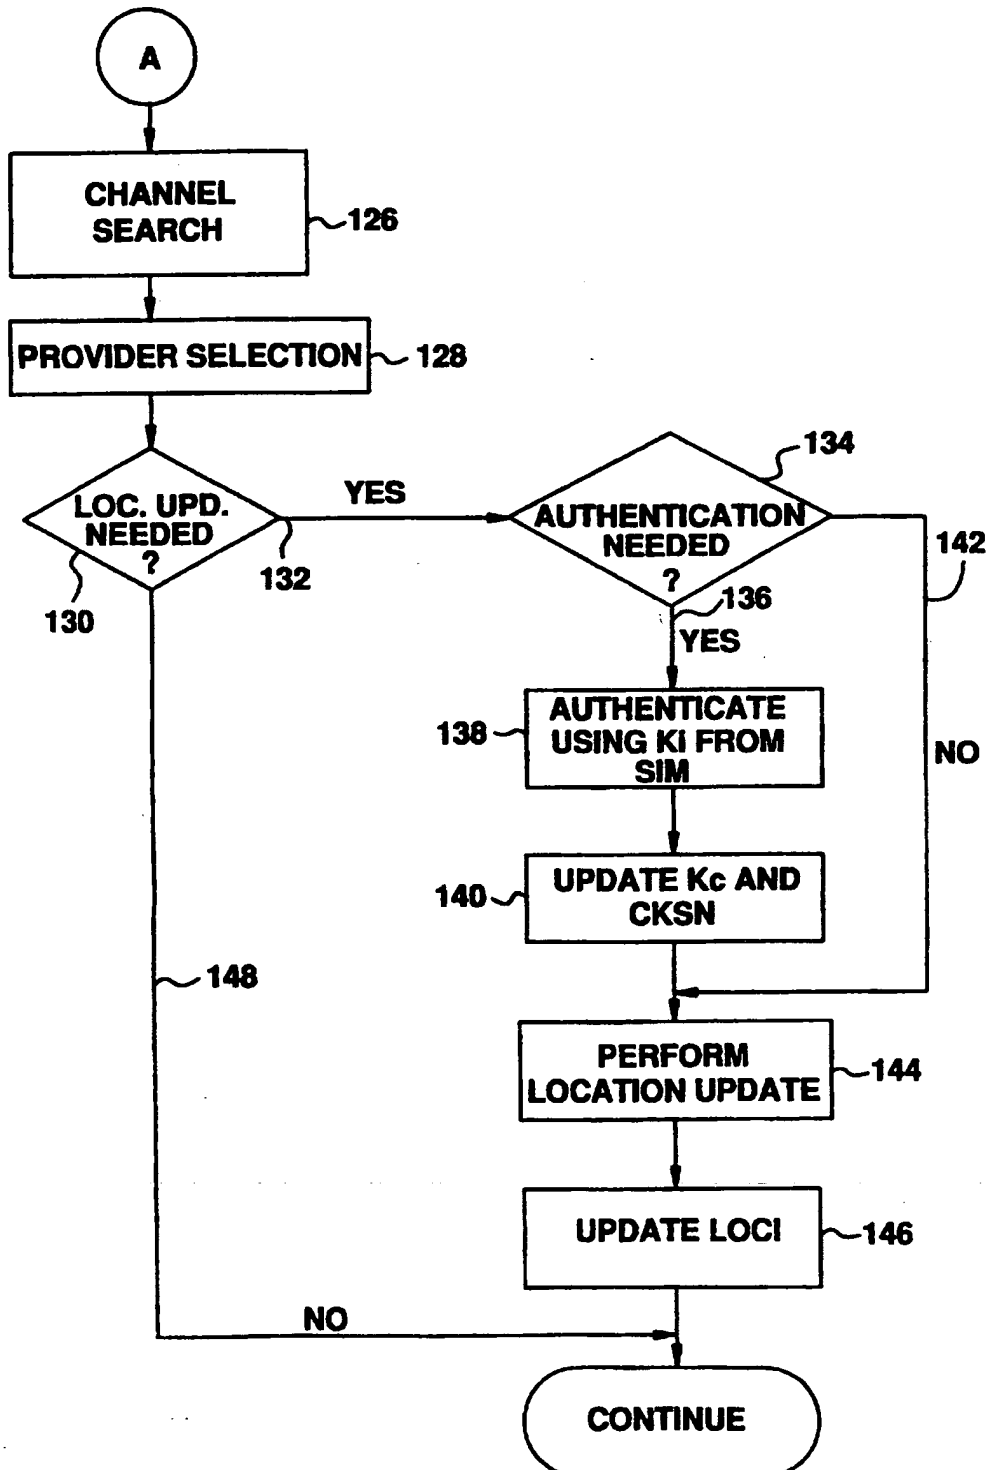 A
CHANNEL
SEARCH
126
PROVIDER SELECTION
128
LOC. UPD.
NEEDED
?
130
YES
132
AUTHENTICATION
NEEDED
?
134
136
YES
142
NO
AUTHENTICATE
USING Ki FROM
SIM
138
UPDATE Kc AND
CKSN
140
148
PERFORM
LOCATION UPDATE
144
UPDATE LOCI
146
NO
CONTINUE